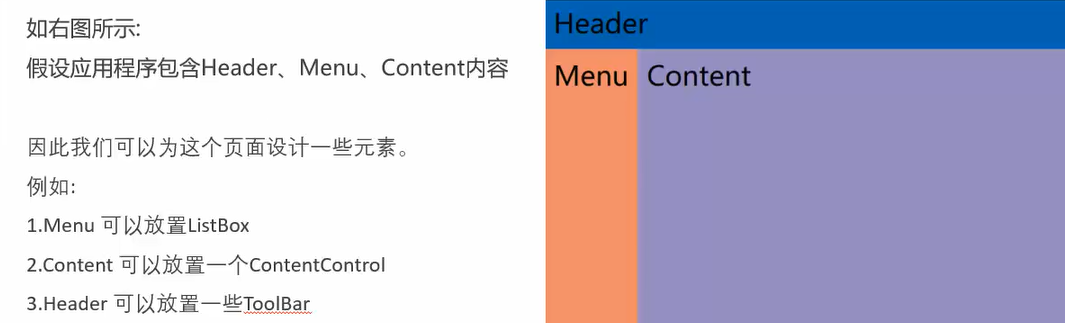 如右图所示:
假设应用程序包含Header、Menu、Content内容
因此我们可以为这个页面设计一些元素。
例如:
1.Menu 可以放置ListBox
2.Content 可以放置一个ContentControl
3.Header 可以放置一些ToolBar
Header
Menu
Content